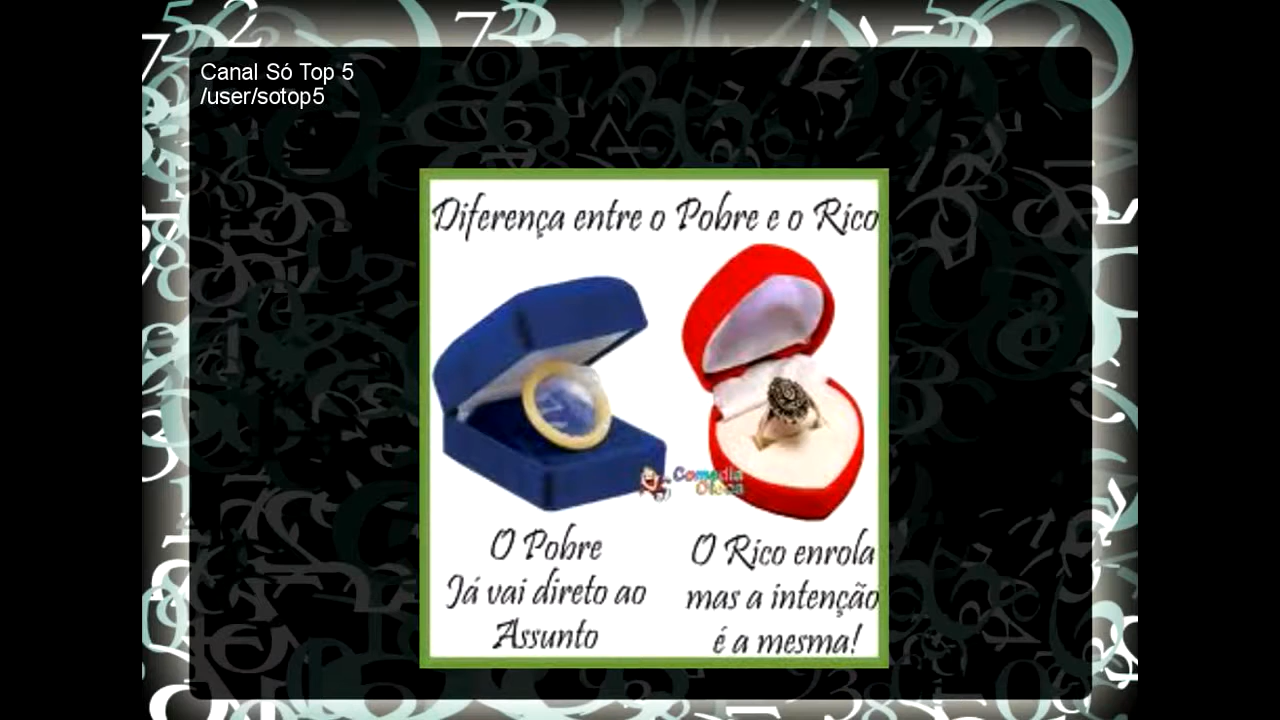 Canal Só Top 5
/user/sotop5
Diferença entre o Pobre e o Rico
O Pobre
Já vai direto ao
Assunto
O Rico enrola
mas a intenção
é a mesma!